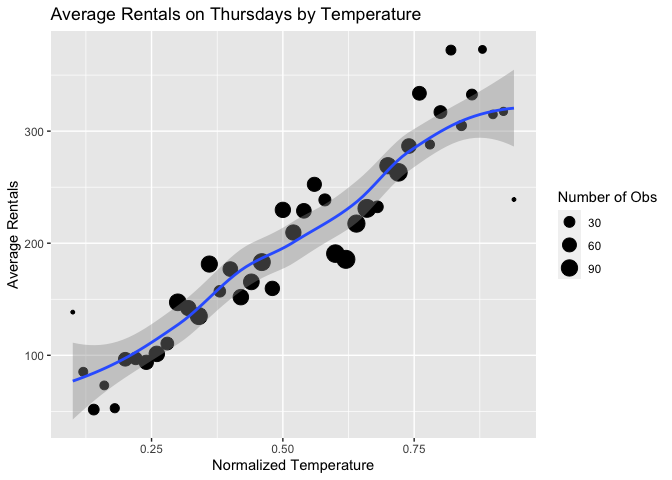 Average Rentals on Thursdays by Temperature
Average Rentals
300
200
100
0.25
0.50
0.75
Normalized Temperature
Number of Obs
30
60
90